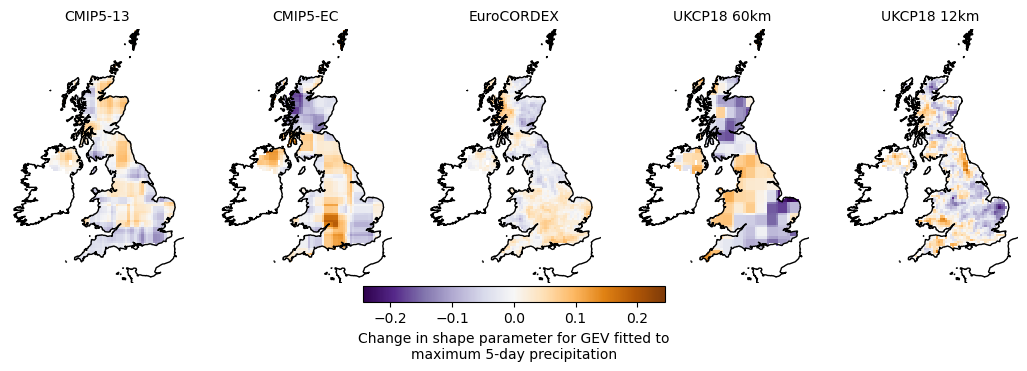 CMIP5-13
CMIP5-EC
EuroCORDEX
UKCP18 60km
UKCP18 12km
−0.2
−0.1
0.0
0.1
0.2
Change in shape parameter for GEV fitted to
maximum 5-day precipitation